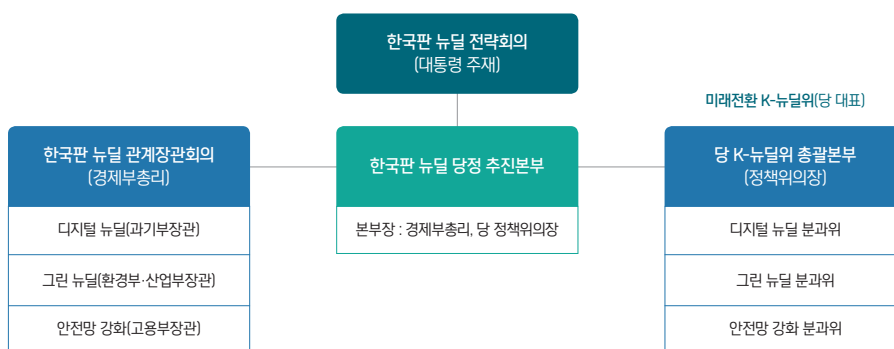 한국판 뉴딜 전략회의
(대통령 주재)
미래전환 K-뉴딜위(당 대표)
한국판 뉴딜 관계장관회의
(경제부총리)
디지털 뉴딜(과기부장관)
그린 뉴딜(환경부·산업부장관)
안전망 강화(고용부장관)
한국판 뉴딜 당정 추진본부
본부장 : 경제부총리, 당 정책위의장
당 K-뉴딜위 총괄본부
(정책위의장)
디지털 뉴딜 분과위
그린 뉴딜 분과위
안전망 강화 분과위